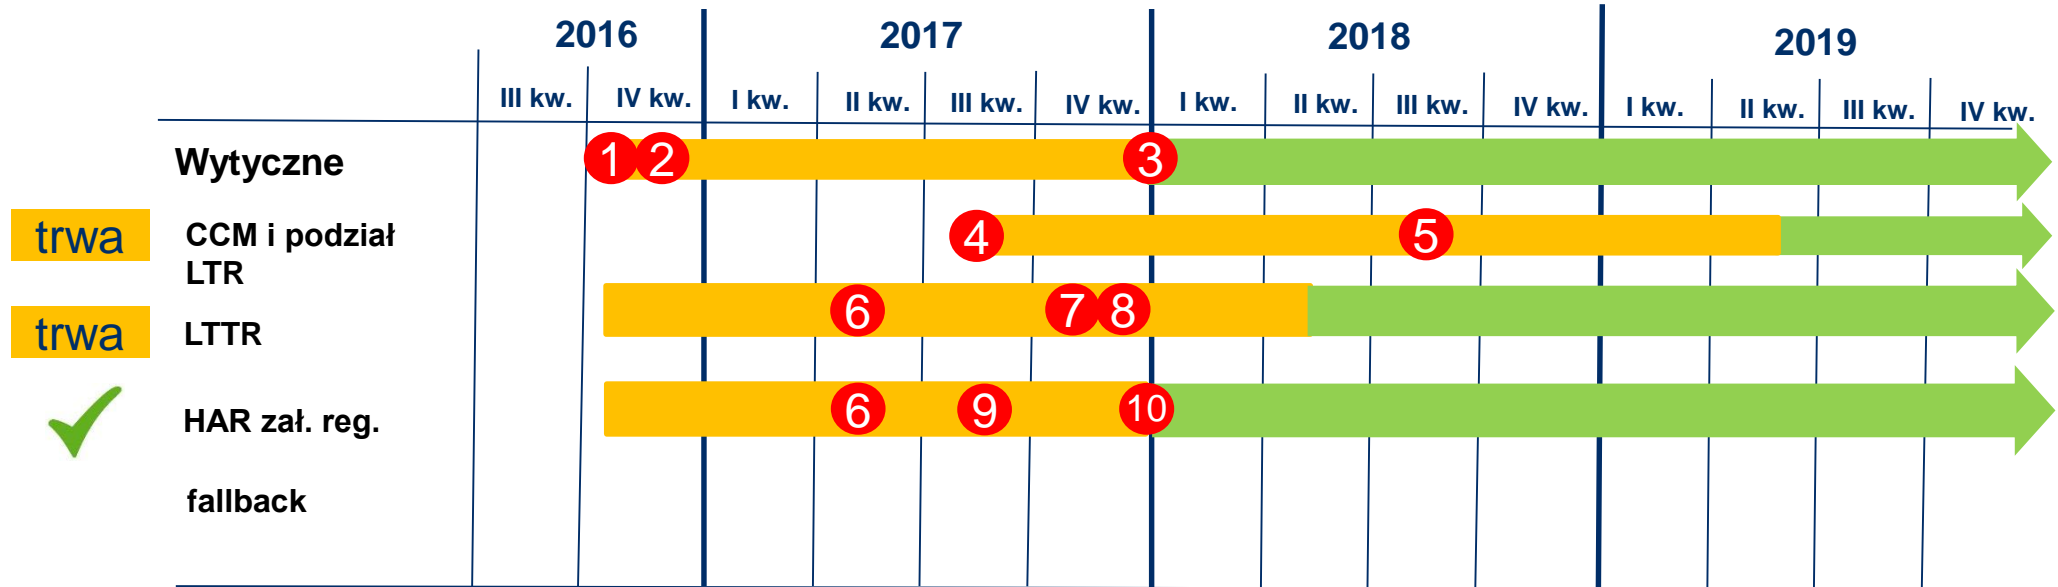 2016 2017 2018 2019
III kw. IV kw. I kw. II kw. III kw. IV kw. I kw. II kw. III kw. IV kw. I kw. II kw. III kw. IV kw.
Wytyczne 1 2 3
trwa CCM i podział 4 5
LTR
trwa LTTR 6 7 8
HAR zał. reg. 6 9 10
fallback